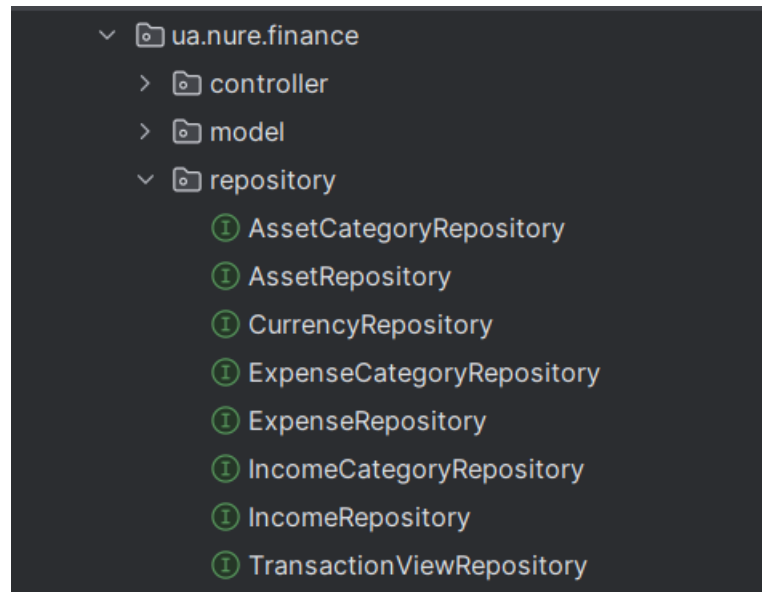 ua.nure.finance
controller
model
repository
I AssetCategoryRepository
I AssetRepository
I CurrencyRepository
I ExpenseCategoryRepository
I ExpenseRepository
I IncomeCategoryRepository
I IncomeRepository
I TransactionViewRepository